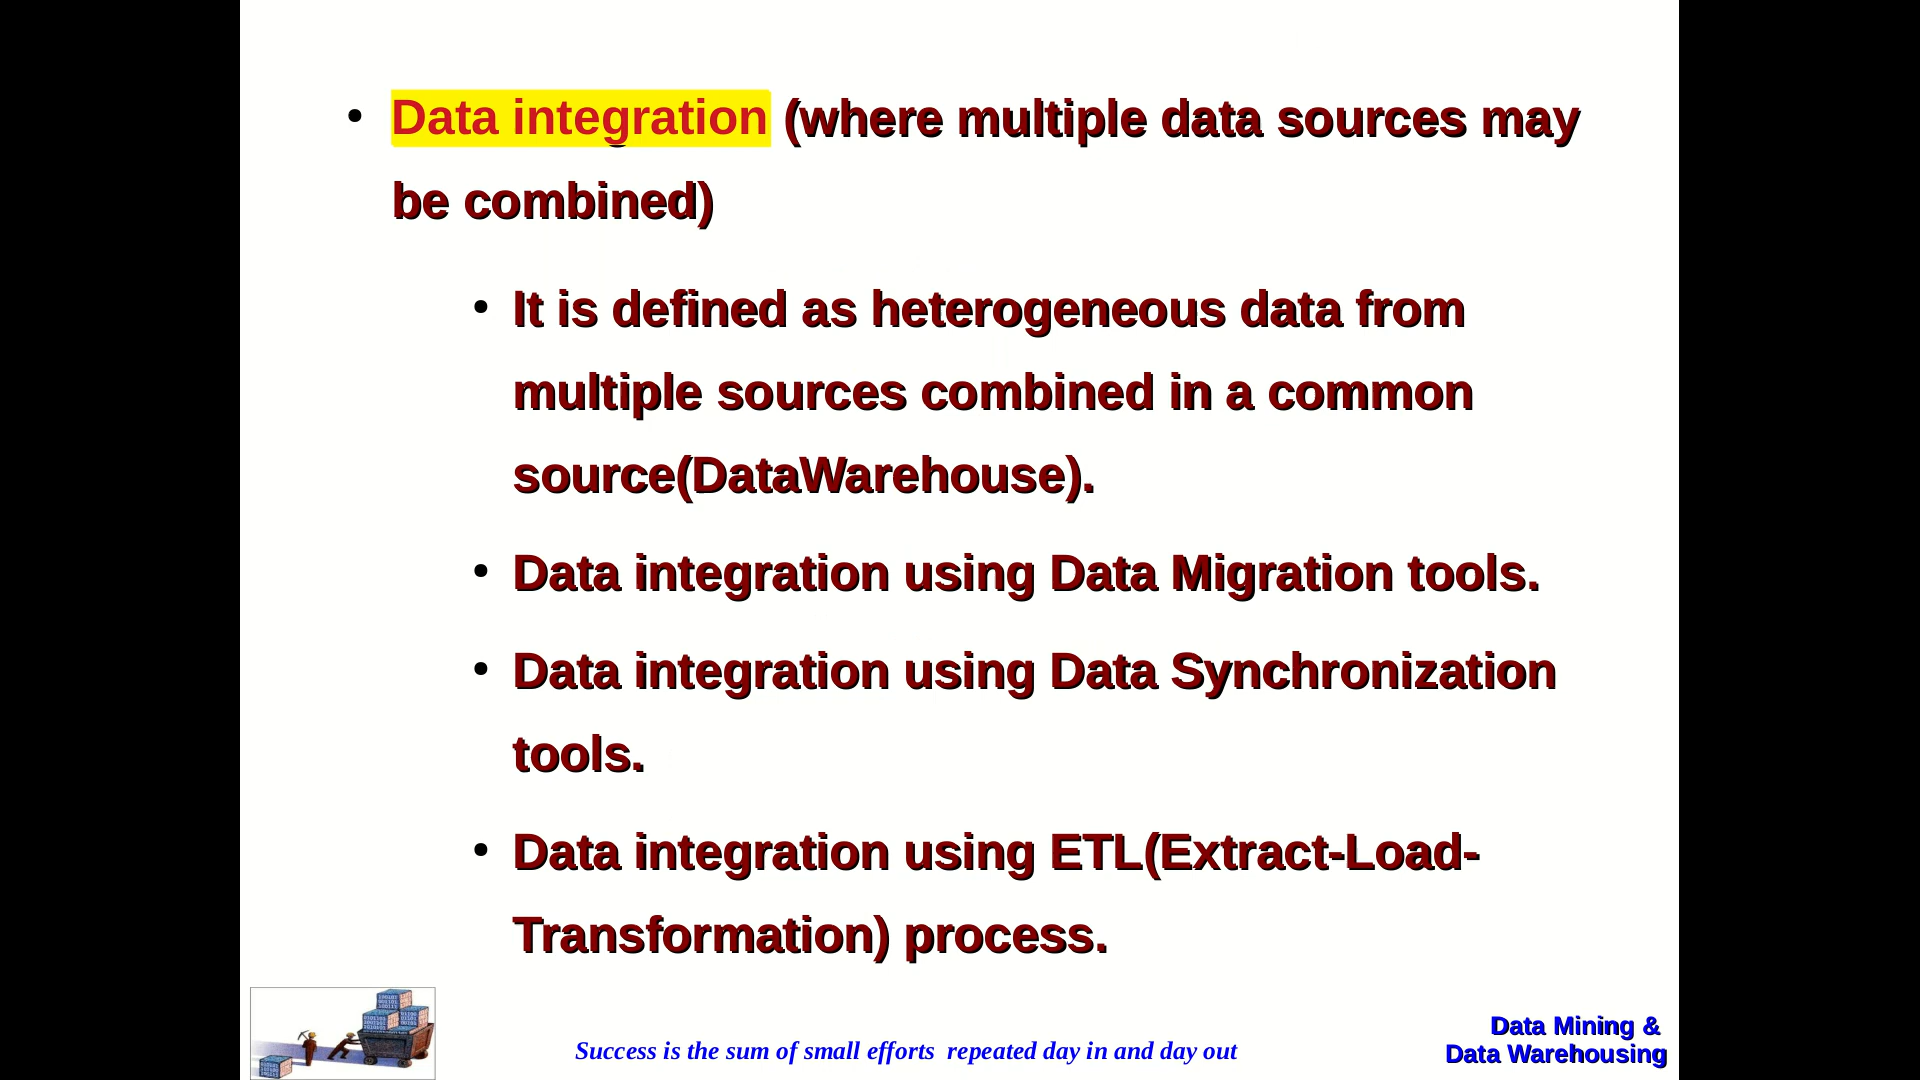 • Data integration (where multiple data sources may
be combined)
• It is defined as heterogeneous data from
multiple sources combined in a common
source(DataWarehouse).
• Data integration using Data Migration tools.
• Data integration using Data Synchronization
tools.
• Data integration using ETL(Extract-Load-
Transformation) process.
Success is the sum of small efforts  repeated day in and day out
Data Mining &
Data Warehousing